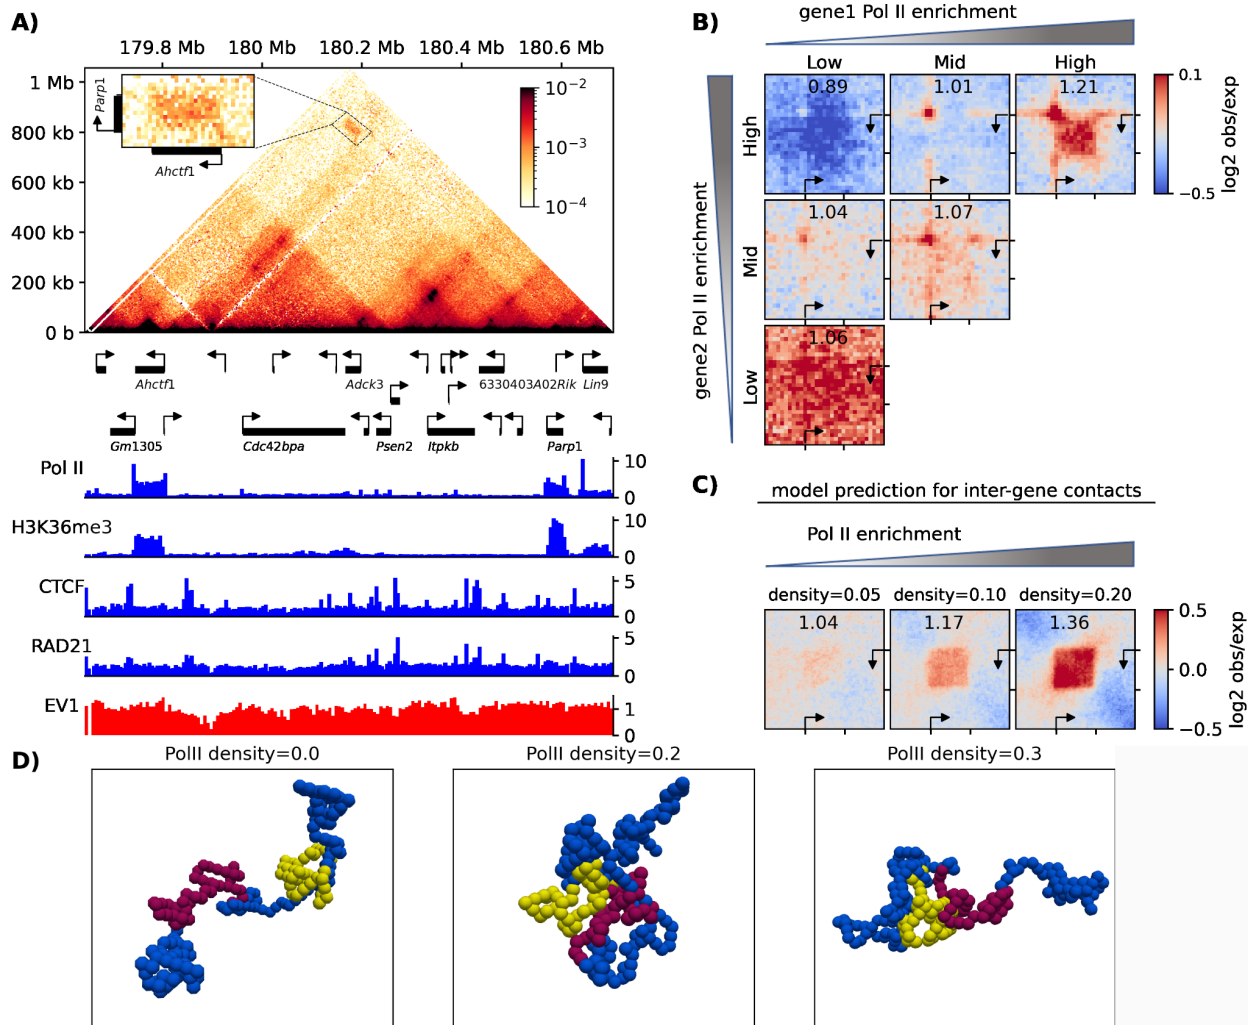 A)
179.8 Mb 180 Mb 180.2 Mb 180.4 Mb 180.6 Mb
1 Mb
800 kb
600 kb
400 kb
200 kb
0 b
Parp1
Ahctf1
10−2
10−3
10−4
Ahctf1 Adck3 6330403A02Rik Lin9
Gm1305 Cdc42bpa Psen2 Itpkb Parp1
Pol II 10
0
H3K36me3 10
0
CTCF 5
0
RAD21 5
0
EV1 1
0
B)
gene1 Pol II enrichment
Low Mid High
gene2 Pol II enrichment
High 0.89 1.01 1.21
Mid 1.04 1.07
Low 1.06
0.1
−0.5
log2 obs/exp
C)
model prediction for inter-gene contacts
Pol II enrichment
density=0.05 density=0.10 density=0.20
1.04 1.17 1.36
0.5
0.0
−0.5
log2 obs/exp
D)
PolII density=0.0 PolII density=0.2 PolII density=0.3